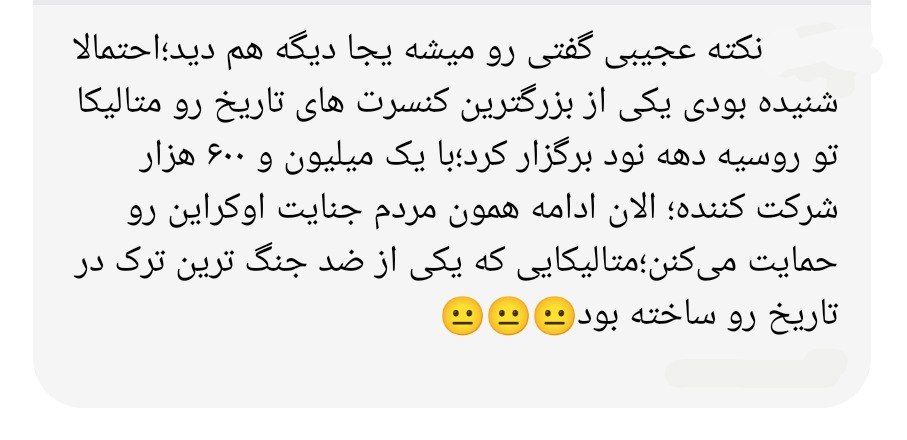 نکته عجیبی گفتی رو میشه یجا دیگه هم دید؛احتمالا
شنیده بودی یکی از بزرگترین کنسرت های تاریخ رو متالیکا
تو روسیه دهه نود برگزار کرد؛با یک میلیون و ۶۰۰ هزار
شرکت کننده؛ الان ادامه همون مردم جنایت اوکراین رو
حمایت می‌کنن؛متالیکایی که یکی از ضد جنگ ترین ترک در
تاریخ رو ساخته بود😐😐😐